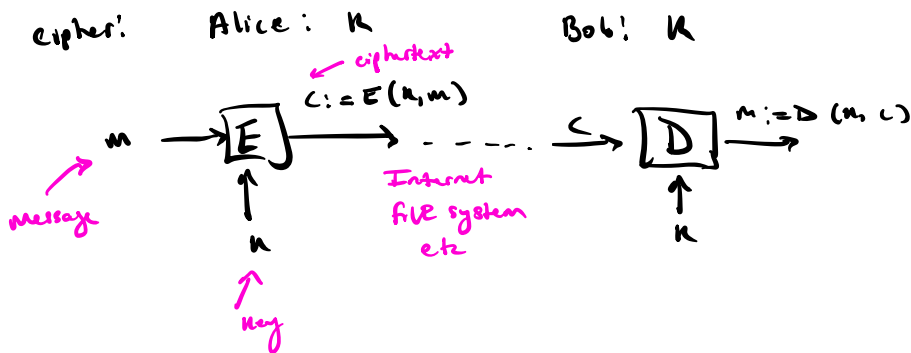 cipher: Alice: k Bob: k
ciphertext
c := E(k, m)
m := D(k, c)
m E c D
Internet
message
file system
k k
etc
key